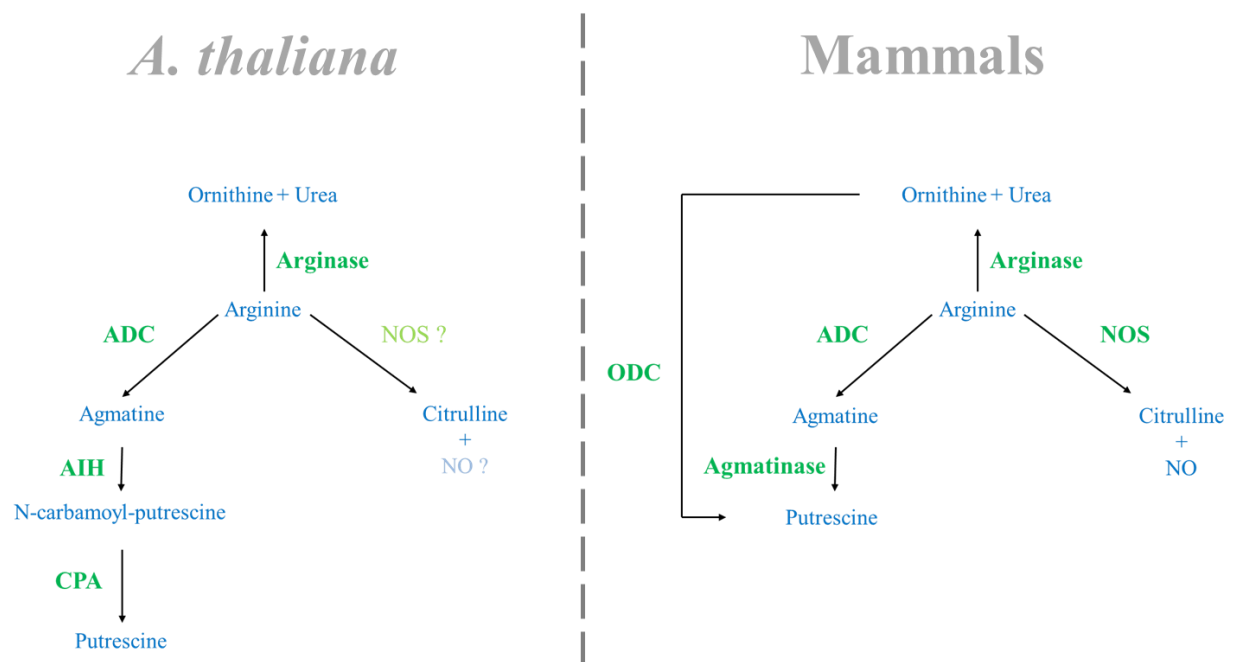 A. thaliana
Ornithine + Urea
Arginase
Arginine
ADC
NOS ?
Agmatine
Citrulline
+
NO ?
AIH
N-carbamoyl-putrescine
CPA
Putrescine
Mammals
Ornithine + Urea
Arginase
Arginine
ADC
NOS
ODC
Agmatine
Citrulline
+
NO
Agmatinase
Putrescine